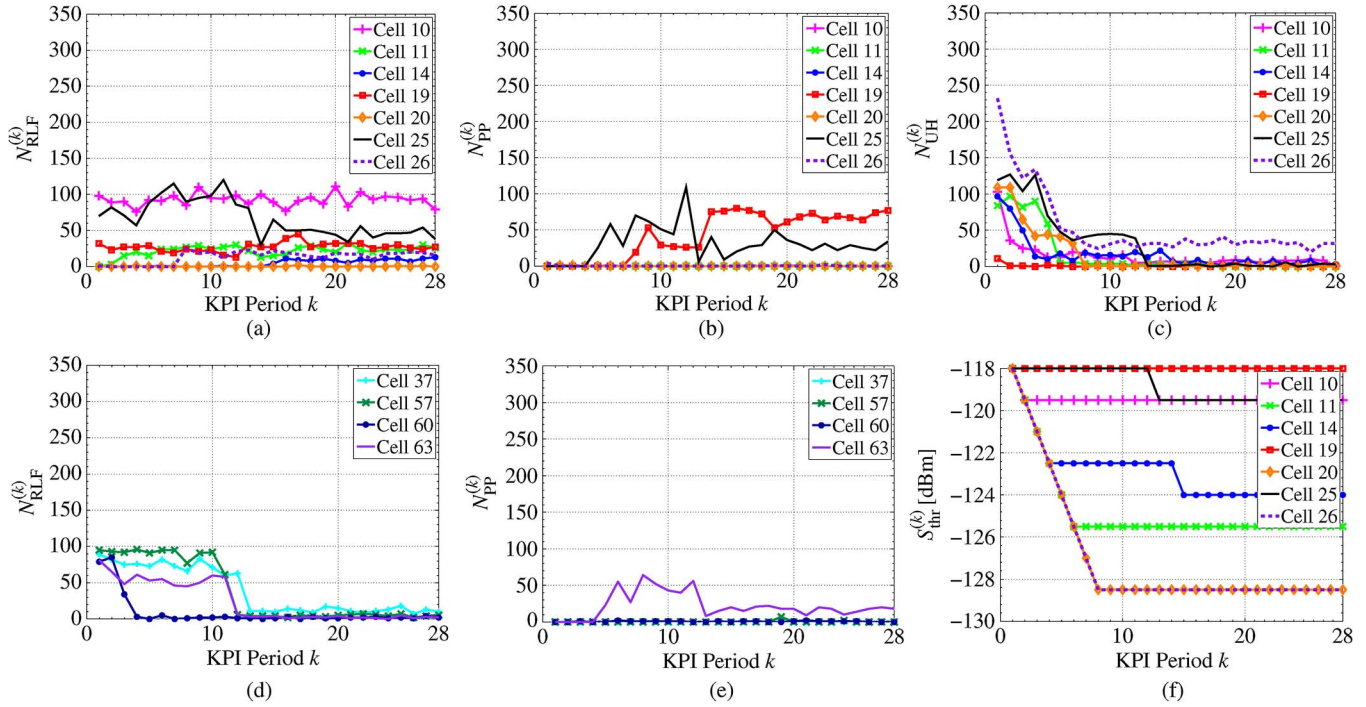 350
300
250
200
150
100
50
0
0
10
20
28
N_RLF^(k)
KPI Period k
Cell 10
Cell 11
Cell 14
Cell 19
Cell 20
Cell 25
Cell 26
(a)
350
300
250
200
150
100
50
0
0
10
20
28
N_PP^(k)
KPI Period k
Cell 10
Cell 11
Cell 14
Cell 19
Cell 20
Cell 25
Cell 26
(b)
350
300
250
200
150
100
50
0
0
10
20
28
N_UH^(k)
KPI Period k
Cell 10
Cell 11
Cell 14
Cell 19
Cell 20
Cell 25
Cell 26
(c)
350
300
250
200
150
100
50
0
0
10
20
28
N_RLF^(k)
KPI Period k
Cell 37
Cell 57
Cell 60
Cell 63
(d)
350
300
250
200
150
100
50
0
0
10
20
28
N_PP^(k)
KPI Period k
Cell 37
Cell 57
Cell 60
Cell 63
(e)
−118
−120
−122
−124
−126
−128
−130
0
10
20
28
S_thr^(k) [dBm]
KPI Period k
Cell 10
Cell 11
Cell 14
Cell 19
Cell 20
Cell 25
Cell 26
(f)